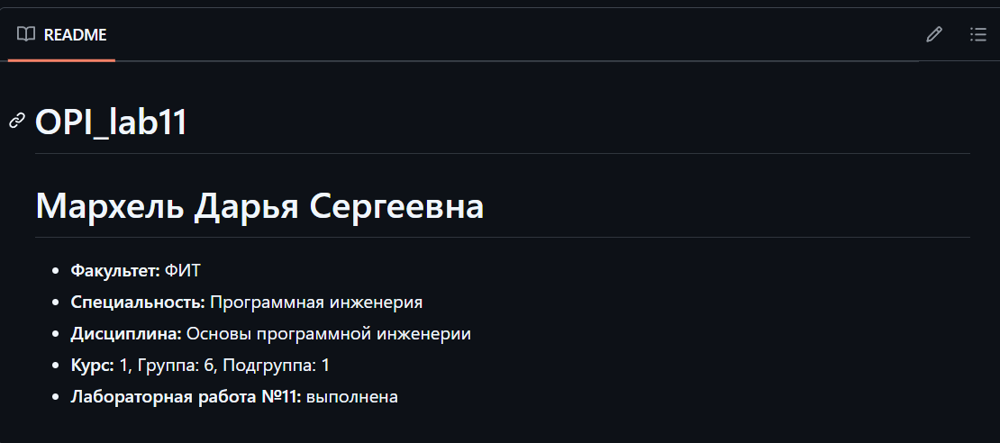 README
OPI_lab11
Мархель Дарья Сергеевна
Факультет: ФИТ
Специальность: Программная инженерия
Дисциплина: Основы программной инженерии
Курс: 1, Группа: 6, Подгруппа: 1
Лабораторная работа №11: выполнена